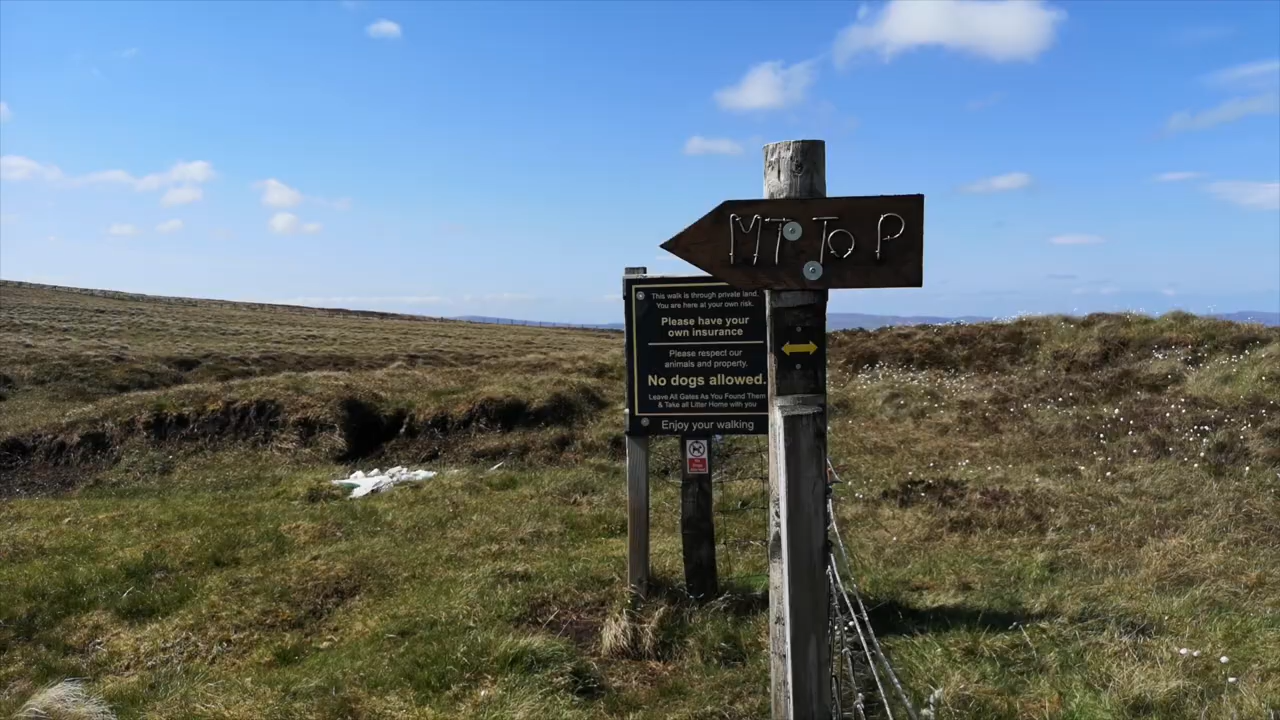 MT TOP
This walk is through private land.
You are here at your own risk.
Please have your
own insurance
Please respect our
animals and property.
No dogs allowed.
Leave All Gates As You Found Them
& Take all Litter Home with you
Enjoy your walking